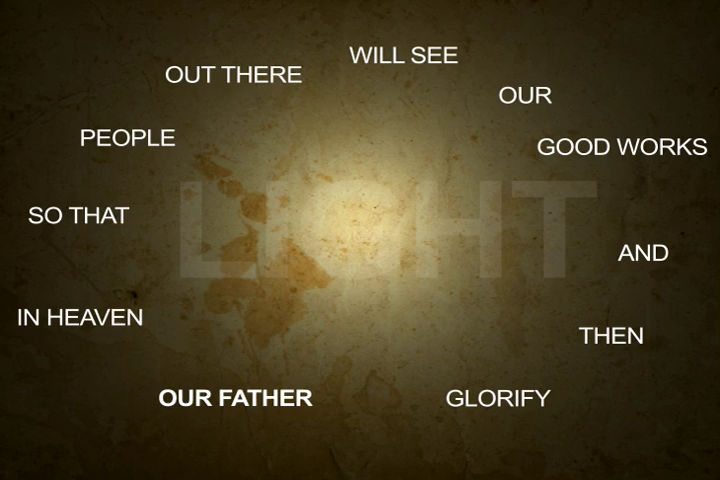 SO THAT
PEOPLE
OUT THERE
WILL SEE
OUR
GOOD WORKS
AND
THEN
GLORIFY
OUR FATHER
IN HEAVEN
LIGHT